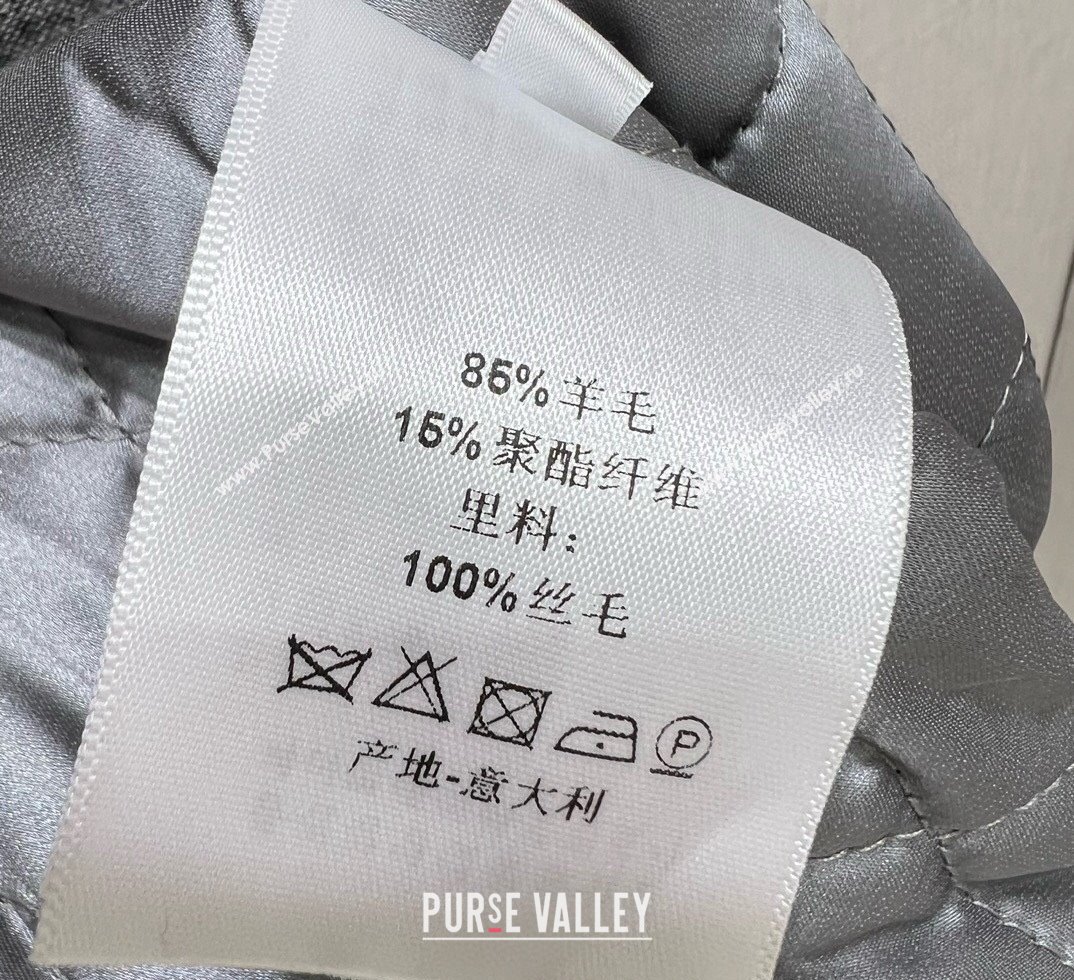 85%羊毛
15%聚酯纤维
里料:
100%丝毛
P
产地-意大利
PURSE VALLEY